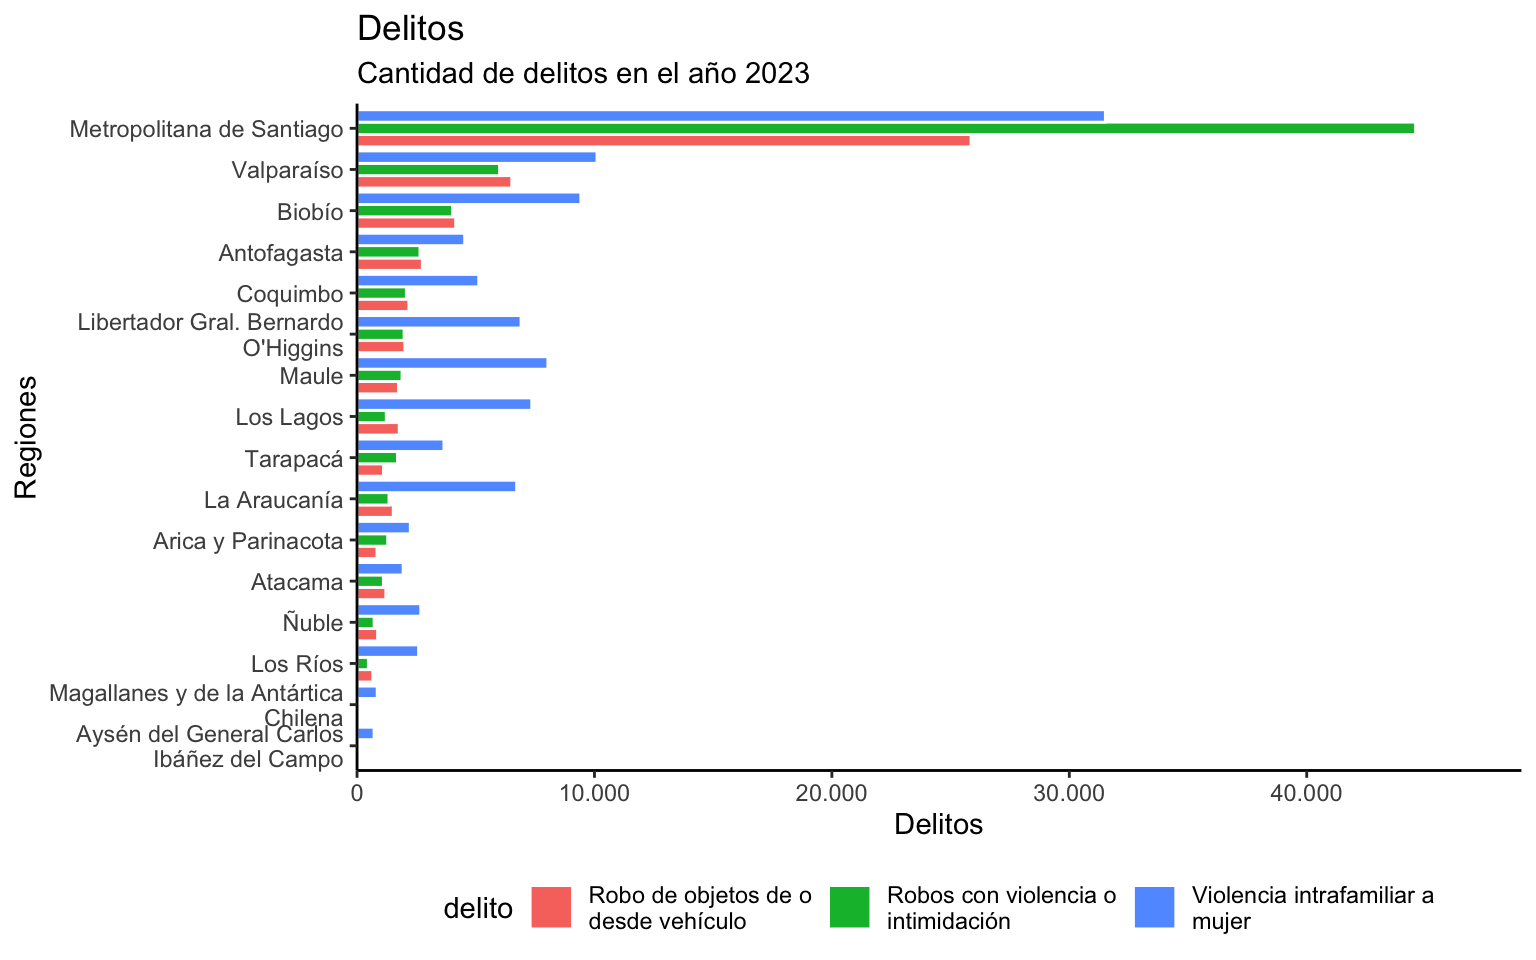 Delitos
Cantidad de delitos en el año 2023
Regiones
Metropolitana de Santiago
Valparaíso
Biobío
Antofagasta
Coquimbo
Libertador Gral. Bernardo
O'Higgins
Maule
Los Lagos
Tarapacá
La Araucanía
Arica y Parinacota
Atacama
Ñuble
Los Ríos
Magallanes y de la Antártica
Chilena
Aysén del General Carlos
Ibáñez del Campo
0 10.000 20.000 30.000 40.000
Delitos
delito
Robo de objetos de o
desde vehículo
Robos con violencia o
intimidación
Violencia intrafamiliar a
mujer